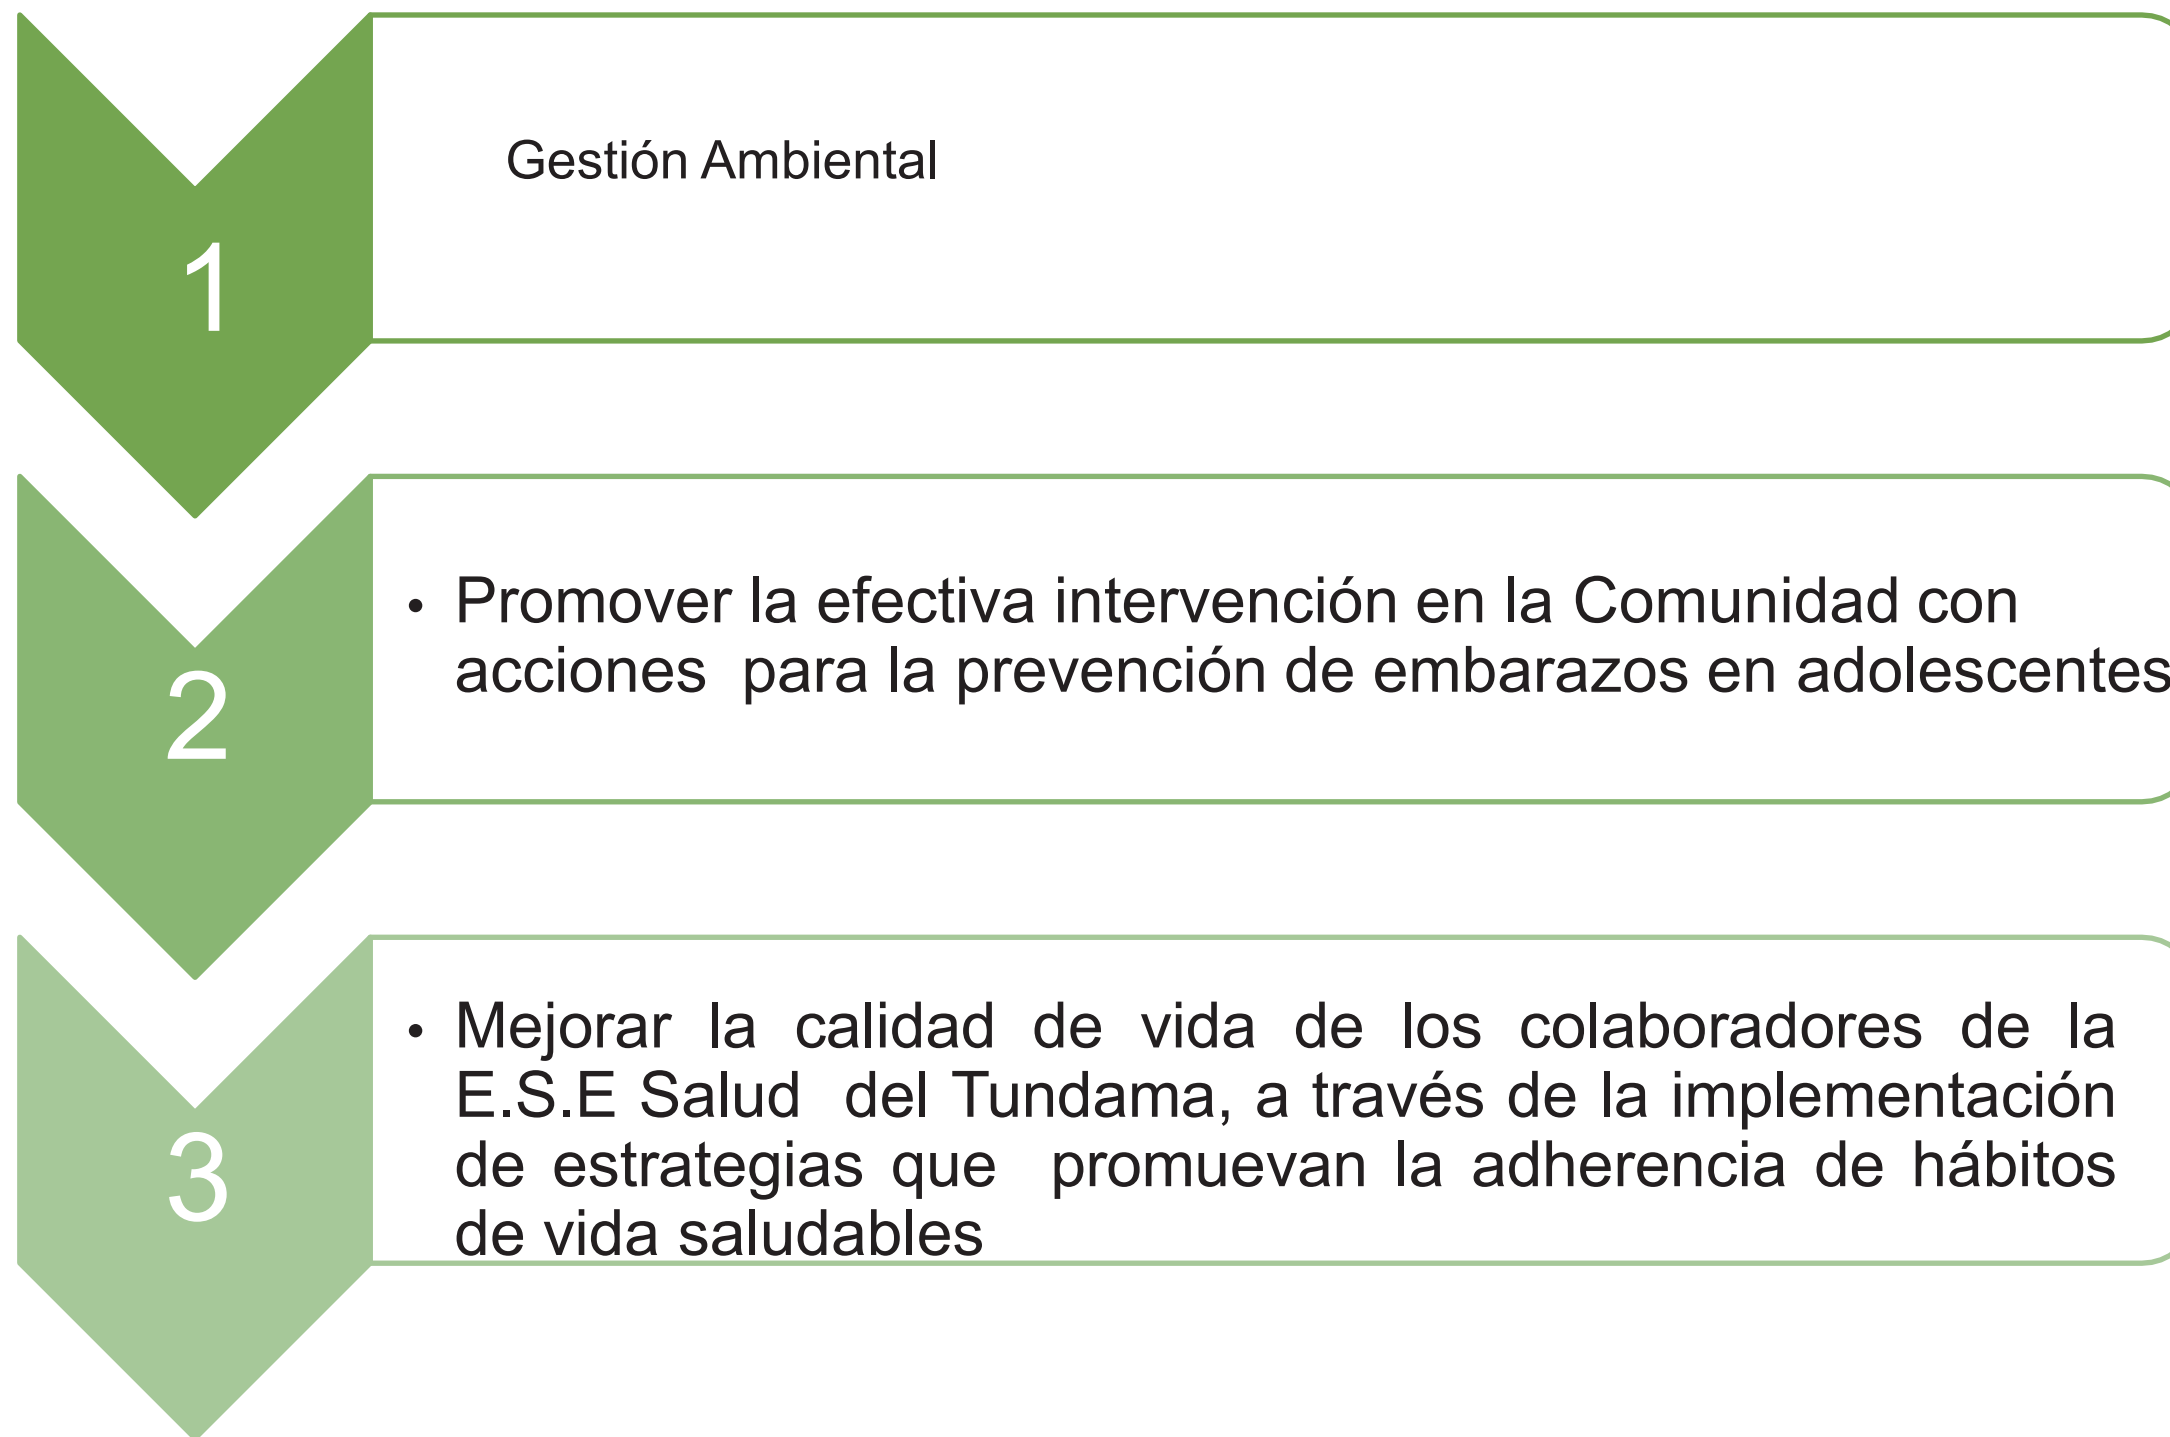 1
Gestión Ambiental
2
• Promover la efectiva intervención en la Comunidad con
acciones para la prevención de embarazos en adolescentes
3
• Mejorar la calidad de vida de los colaboradores de la
E.S.E Salud del Tundama, a través de la implementación
de estrategias que promuevan la adherencia de hábitos
de vida saludables